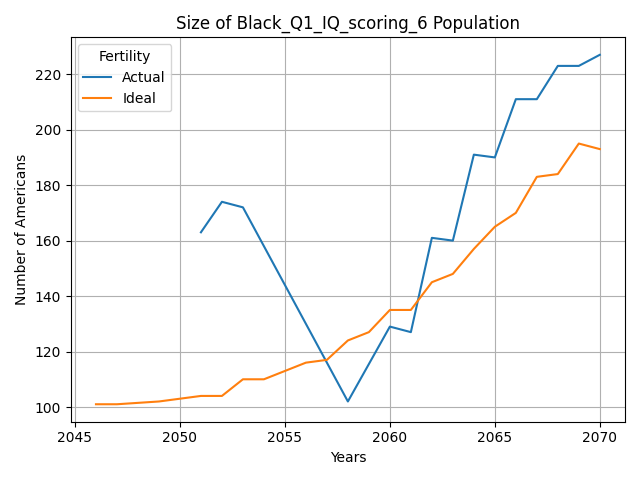 Size of Black_Q1_IQ_scoring_6 Population
Fertility
Actual
Ideal
Number of Americans
220
200
180
160
140
120
100
2045
2050
2055
2060
2065
2070
Years